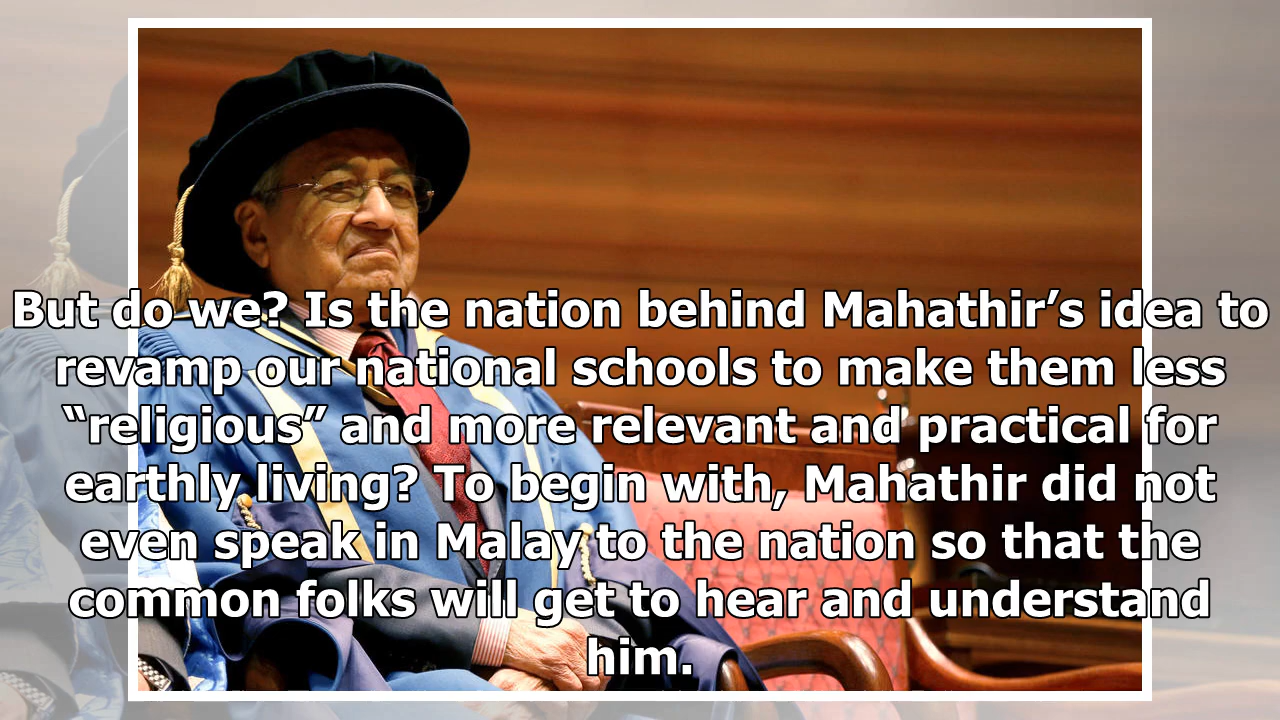 But do we? Is the nation behind Mahathir’s idea to
revamp our national schools to make them less
“religious” and more relevant and practical for
earthly living? To begin with, Mahathir did not
even speak in Malay to the nation so that the
common folks will get to hear and understand
him.